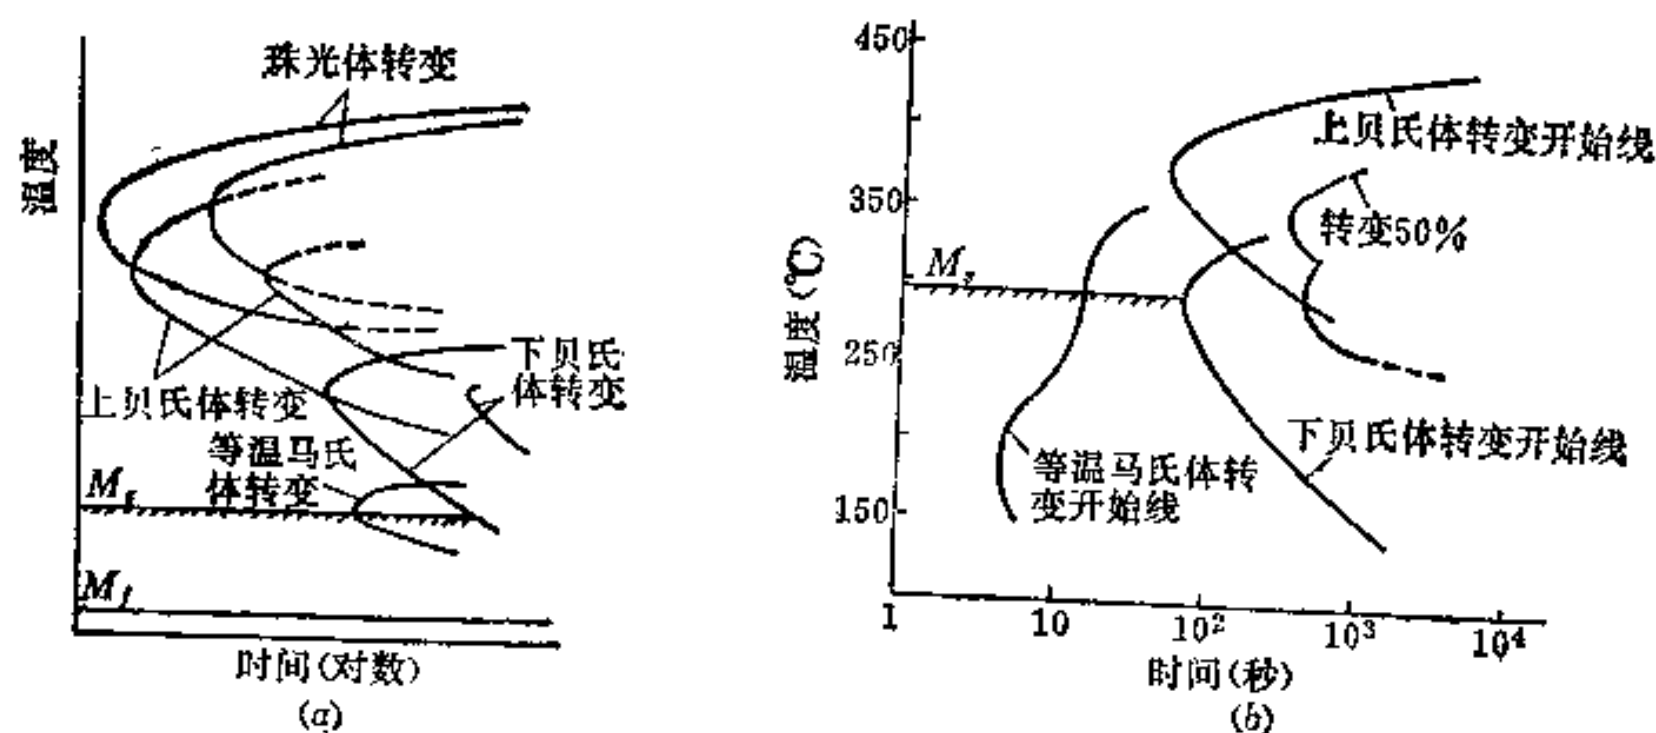 珠光体转变
温度
上贝氏体转变
下贝氏
体转变
等温马氏
体转变
Ms
Mf
时间(对数)
(a)
450
350
250
150
温度(℃)
Ms
上贝氏体转变开始线
转变50%
等温马氏体转
变开始线
下贝氏体转变开始线
1
10
10²
10³
10⁴
时间(秒)
(b)